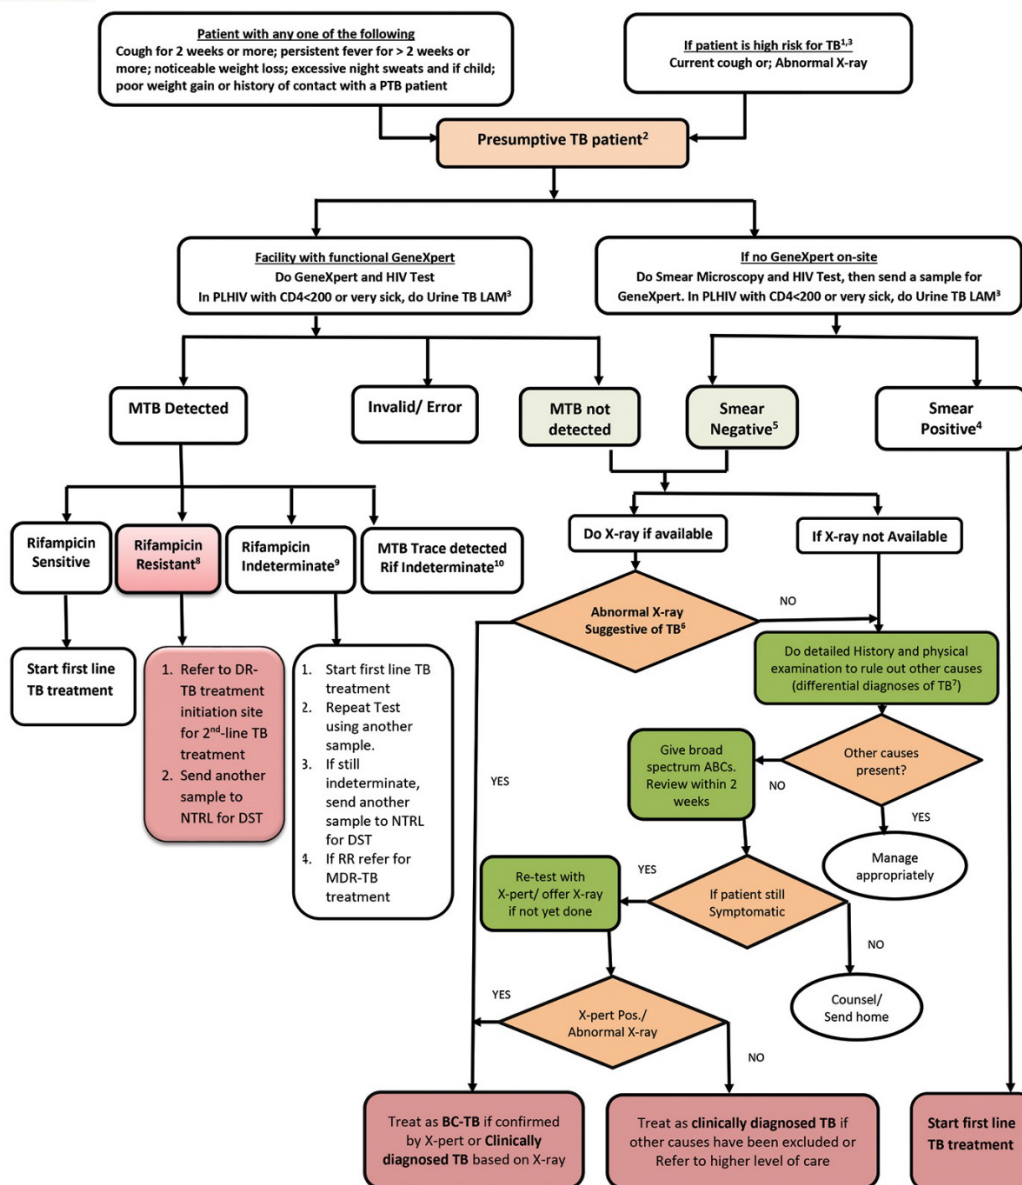 Patient with any one of the following
Cough for 2 weeks or more; persistent fever for > 2 weeks or
more; noticeable weight loss; excessive night sweats and if child;
poor weight gain or history of contact with a PTB patient
If patient is high risk for TB1,3
Current cough or; Abnormal X-ray
Presumptive TB patient2
Facility with functional GeneXpert
Do GeneXpert and HIV Test
In PLHIV with CD4<200 or very sick, do Urine TB LAM3
If no GeneXpert on-site
Do Smear Microscopy and HIV Test, then send a sample for
GeneXpert. In PLHIV with CD4<200 or very sick, do Urine TB LAM3
MTB Detected
Invalid/ Error
MTB not
detected
Smear
Negative5
Smear
Positive4
Rifampicin
Sensitive
Rifampicin
Resistant8
Rifampicin
Indeterminate9
MTB Trace detected
Rif Indeterminate10
Do X-ray if available
If X-ray not Available
Abnormal X-ray
Suggestive of TB6
NO
Start first line
TB treatment
1. Refer to DR-
TB treatment
initiation site
for 2nd-line TB
treatment
2. Send another
sample to
NTRL for DST
1. Start first line TB
treatment
2. Repeat Test
using another
sample.
3. If still
indeterminate,
send another
sample to NTRL
for DST
4. If RR refer for
MDR-TB
treatment
Do detailed History and physical
examination to rule out other causes
(differential diagnoses of TB7)
YES
Give broad
spectrum ABCs.
Review within 2
weeks
NO
Other causes
present?
YES
Manage
appropriately
Re-test with
X-pert/ offer X-ray
if not yet done
YES
If patient still
Symptomatic
NO
Counsel/
Send home
YES
X-pert Pos./
Abnormal X-ray
NO
Treat as BC-TB if confirmed
by X-pert or Clinically
diagnosed TB based on X-ray
Treat as clinically diagnosed TB if
other causes have been excluded or
Refer to higher level of care
Start first line
TB treatment